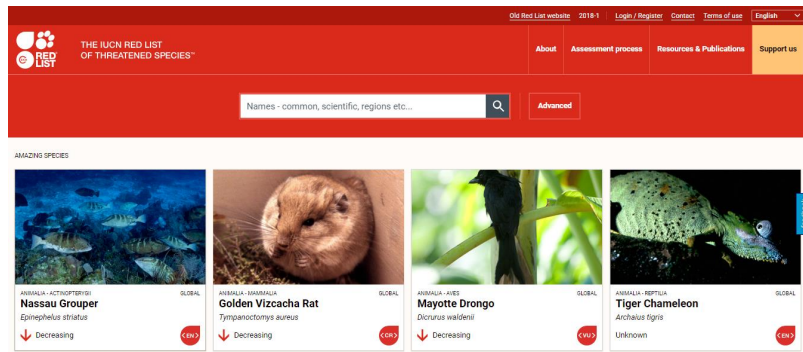 Old Red List website 2018-1 Login / Register Contact Terms of use English
RED LIST
THE IUCN RED LIST
OF THREATENED SPECIES™
About Assessment process Resources & Publications Support us
Names - common, scientific, regions etc...
Advanced
AMAZING SPECIES
ANIMALIA - ACTINOPTERYGII GLOBAL
Nassau Grouper
Epinephelus striatus
Decreasing <EN>
ANIMALIA - MAMMALIA GLOBAL
Golden Vizcacha Rat
Tympanoctomys aureus
Decreasing <CR>
ANIMALIA - AVES GLOBAL
Mayotte Drongo
Dicrurus waldenii
Decreasing <VU>
ANIMALIA - REPTILIA GLOBAL
Tiger Chameleon
Archaius tigris
Unknown <EN>